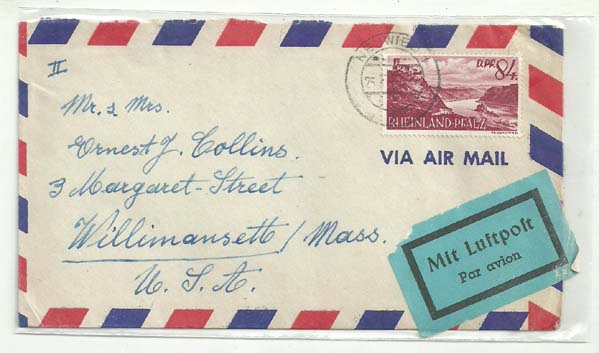 II
D.PF. 84.
RHEINLAND-PFALZ
VIA AIR MAIL
Mr. & Mrs.
Ernest J. Collins.
3 Margaret-Street
Willimansett / Mass.
U. S. A.
Mit Luftpost
Par avion